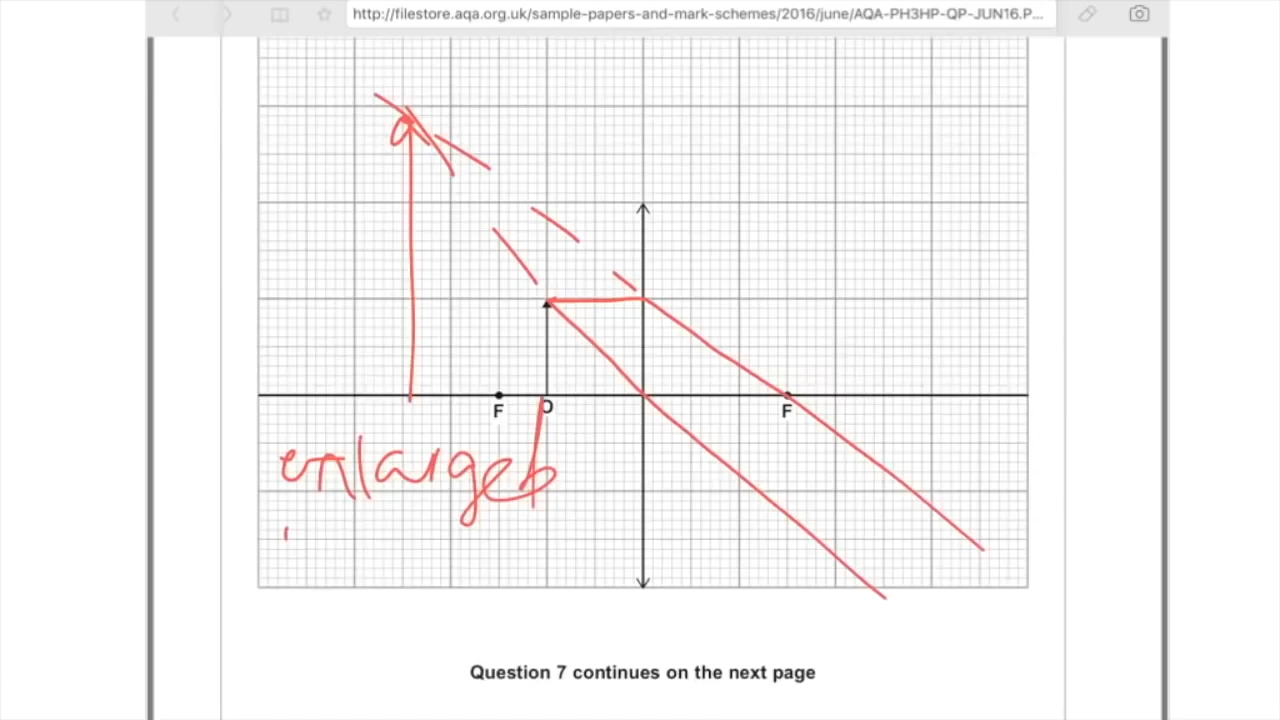 http://filestore.aqa.org.uk/sample-papers-and-mark-schemes/2016/june/AQA-PH3HP-QP-JUN16.P...
F O F
enlarged
Question 7 continues on the next page